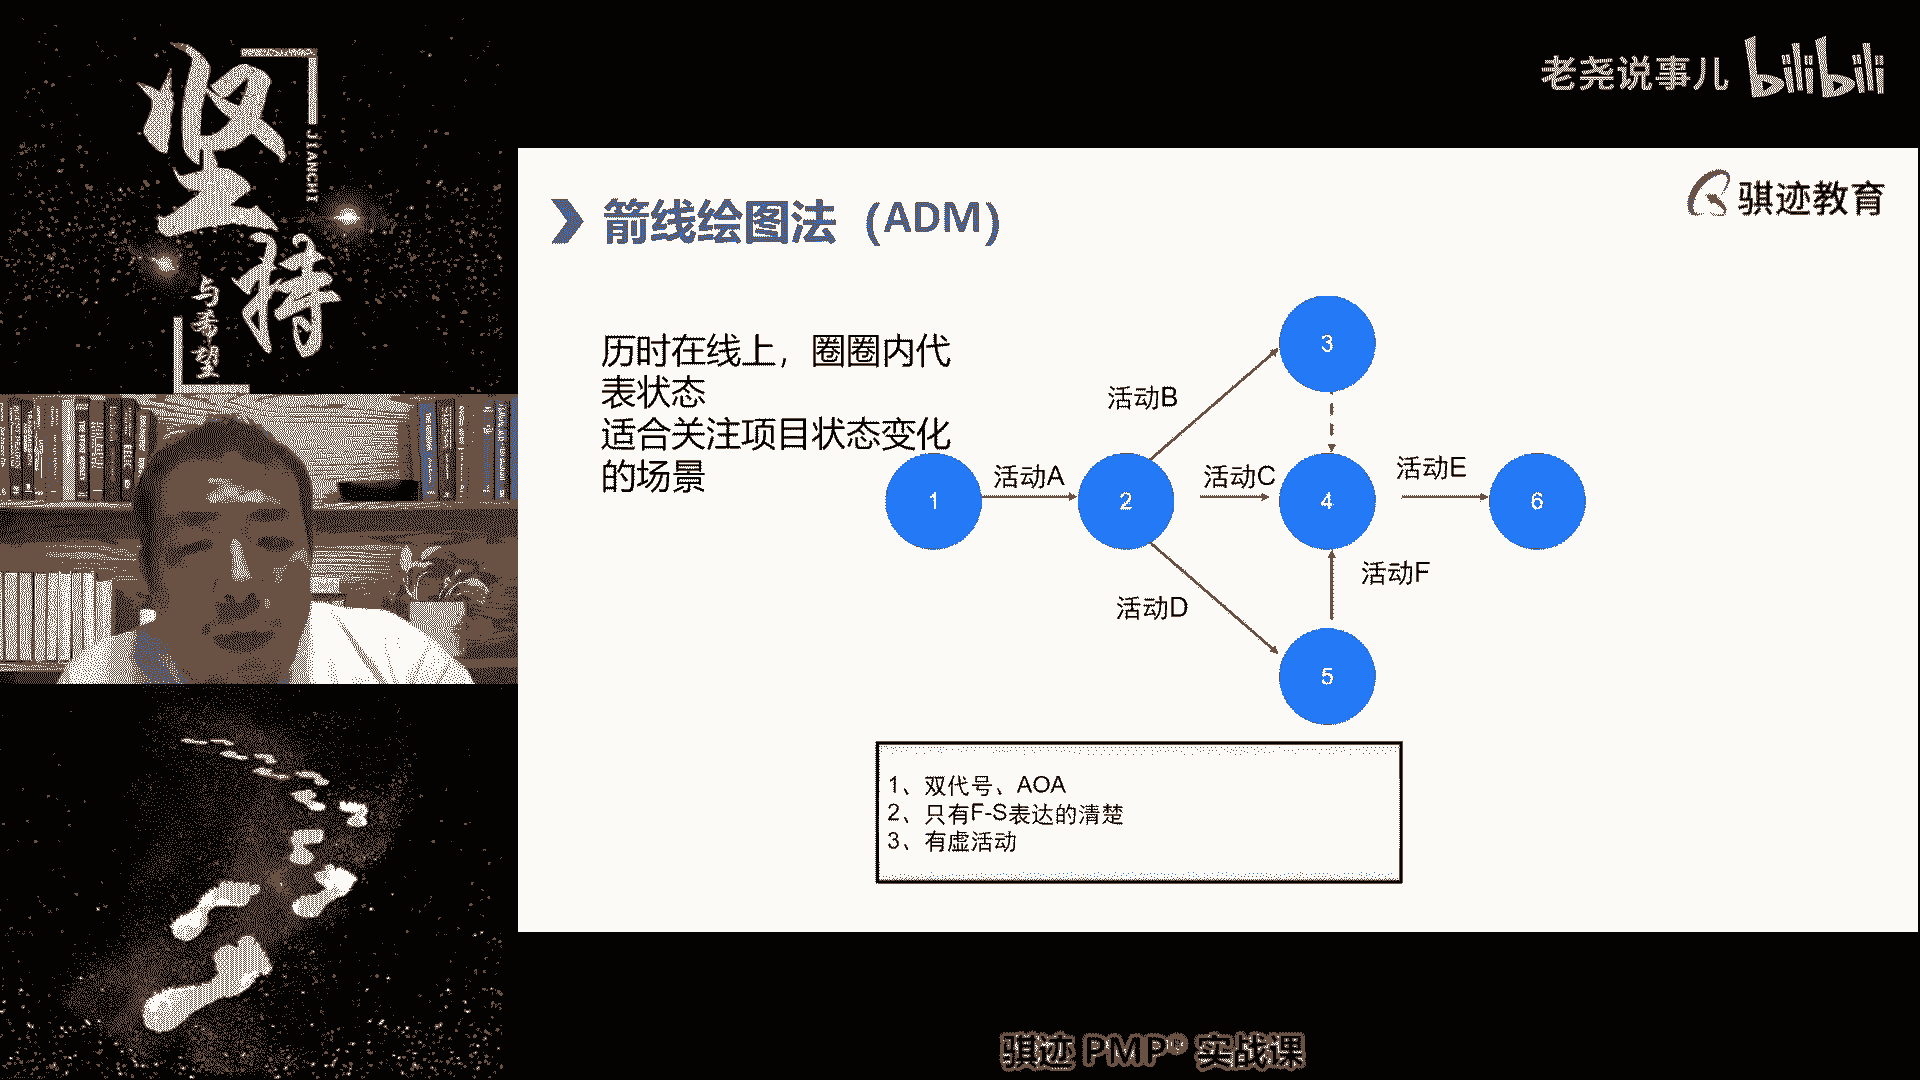 坚持
JIANCHI
与希望
老尧说事儿 bilibili
骐迹教育
箭线绘图法（ADM）
历时在线上，圈圈内代
表状态
适合关注项目状态变化
的场景
3
活动B
活动A
活动C
活动E
1
2
4
6
活动F
活动D
5
1、双代号、AOA
2、只有F-S表达的清楚
3、有虚活动
骐迹 PMP® 实战课